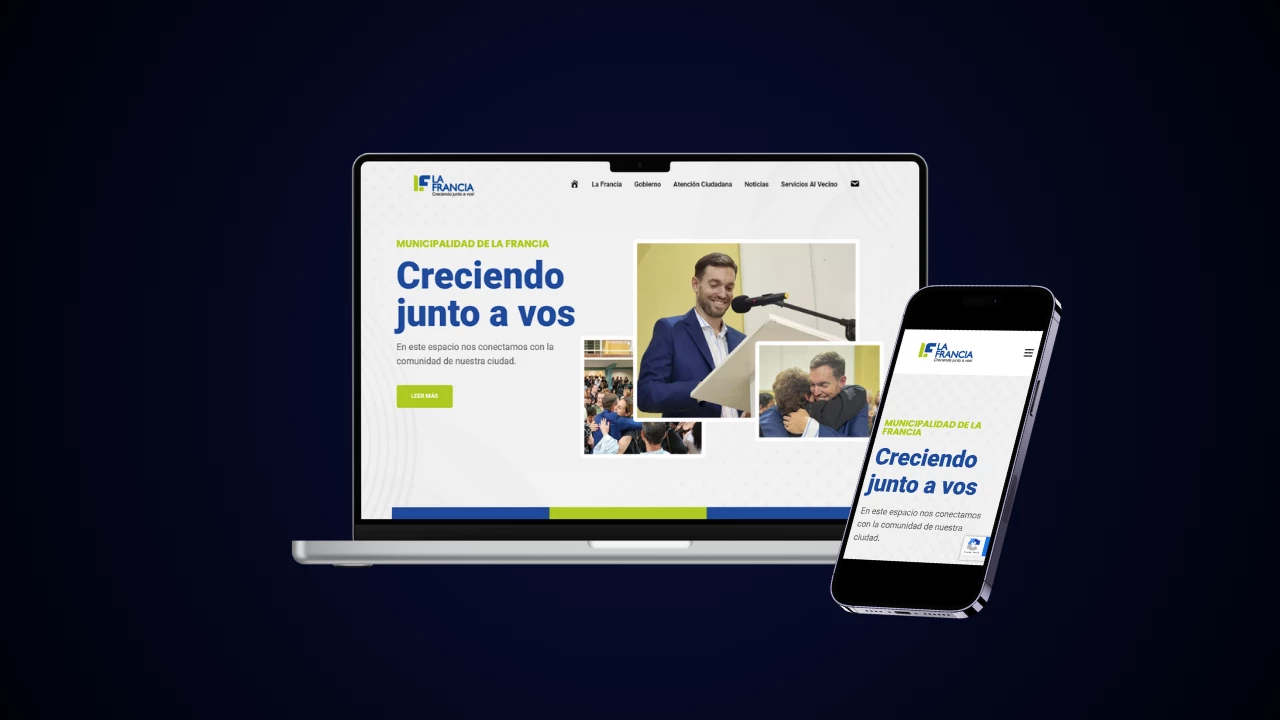 LA
FRANCIA
Creciendo junto a vos!
La Francia Gobierno Atención Ciudadana Noticias Servicios Al Vecino
MUNICIPALIDAD DE LA FRANCIA
Creciendo
junto a vos
En este espacio nos conectamos con la
comunidad de nuestra ciudad.
LEER MÁS
LA
FRANCIA
Creciendo junto a vos!
MUNICIPALIDAD DE LA
FRANCIA
Creciendo
junto a vos
En este espacio nos conectamos
con la comunidad de nuestra
ciudad.